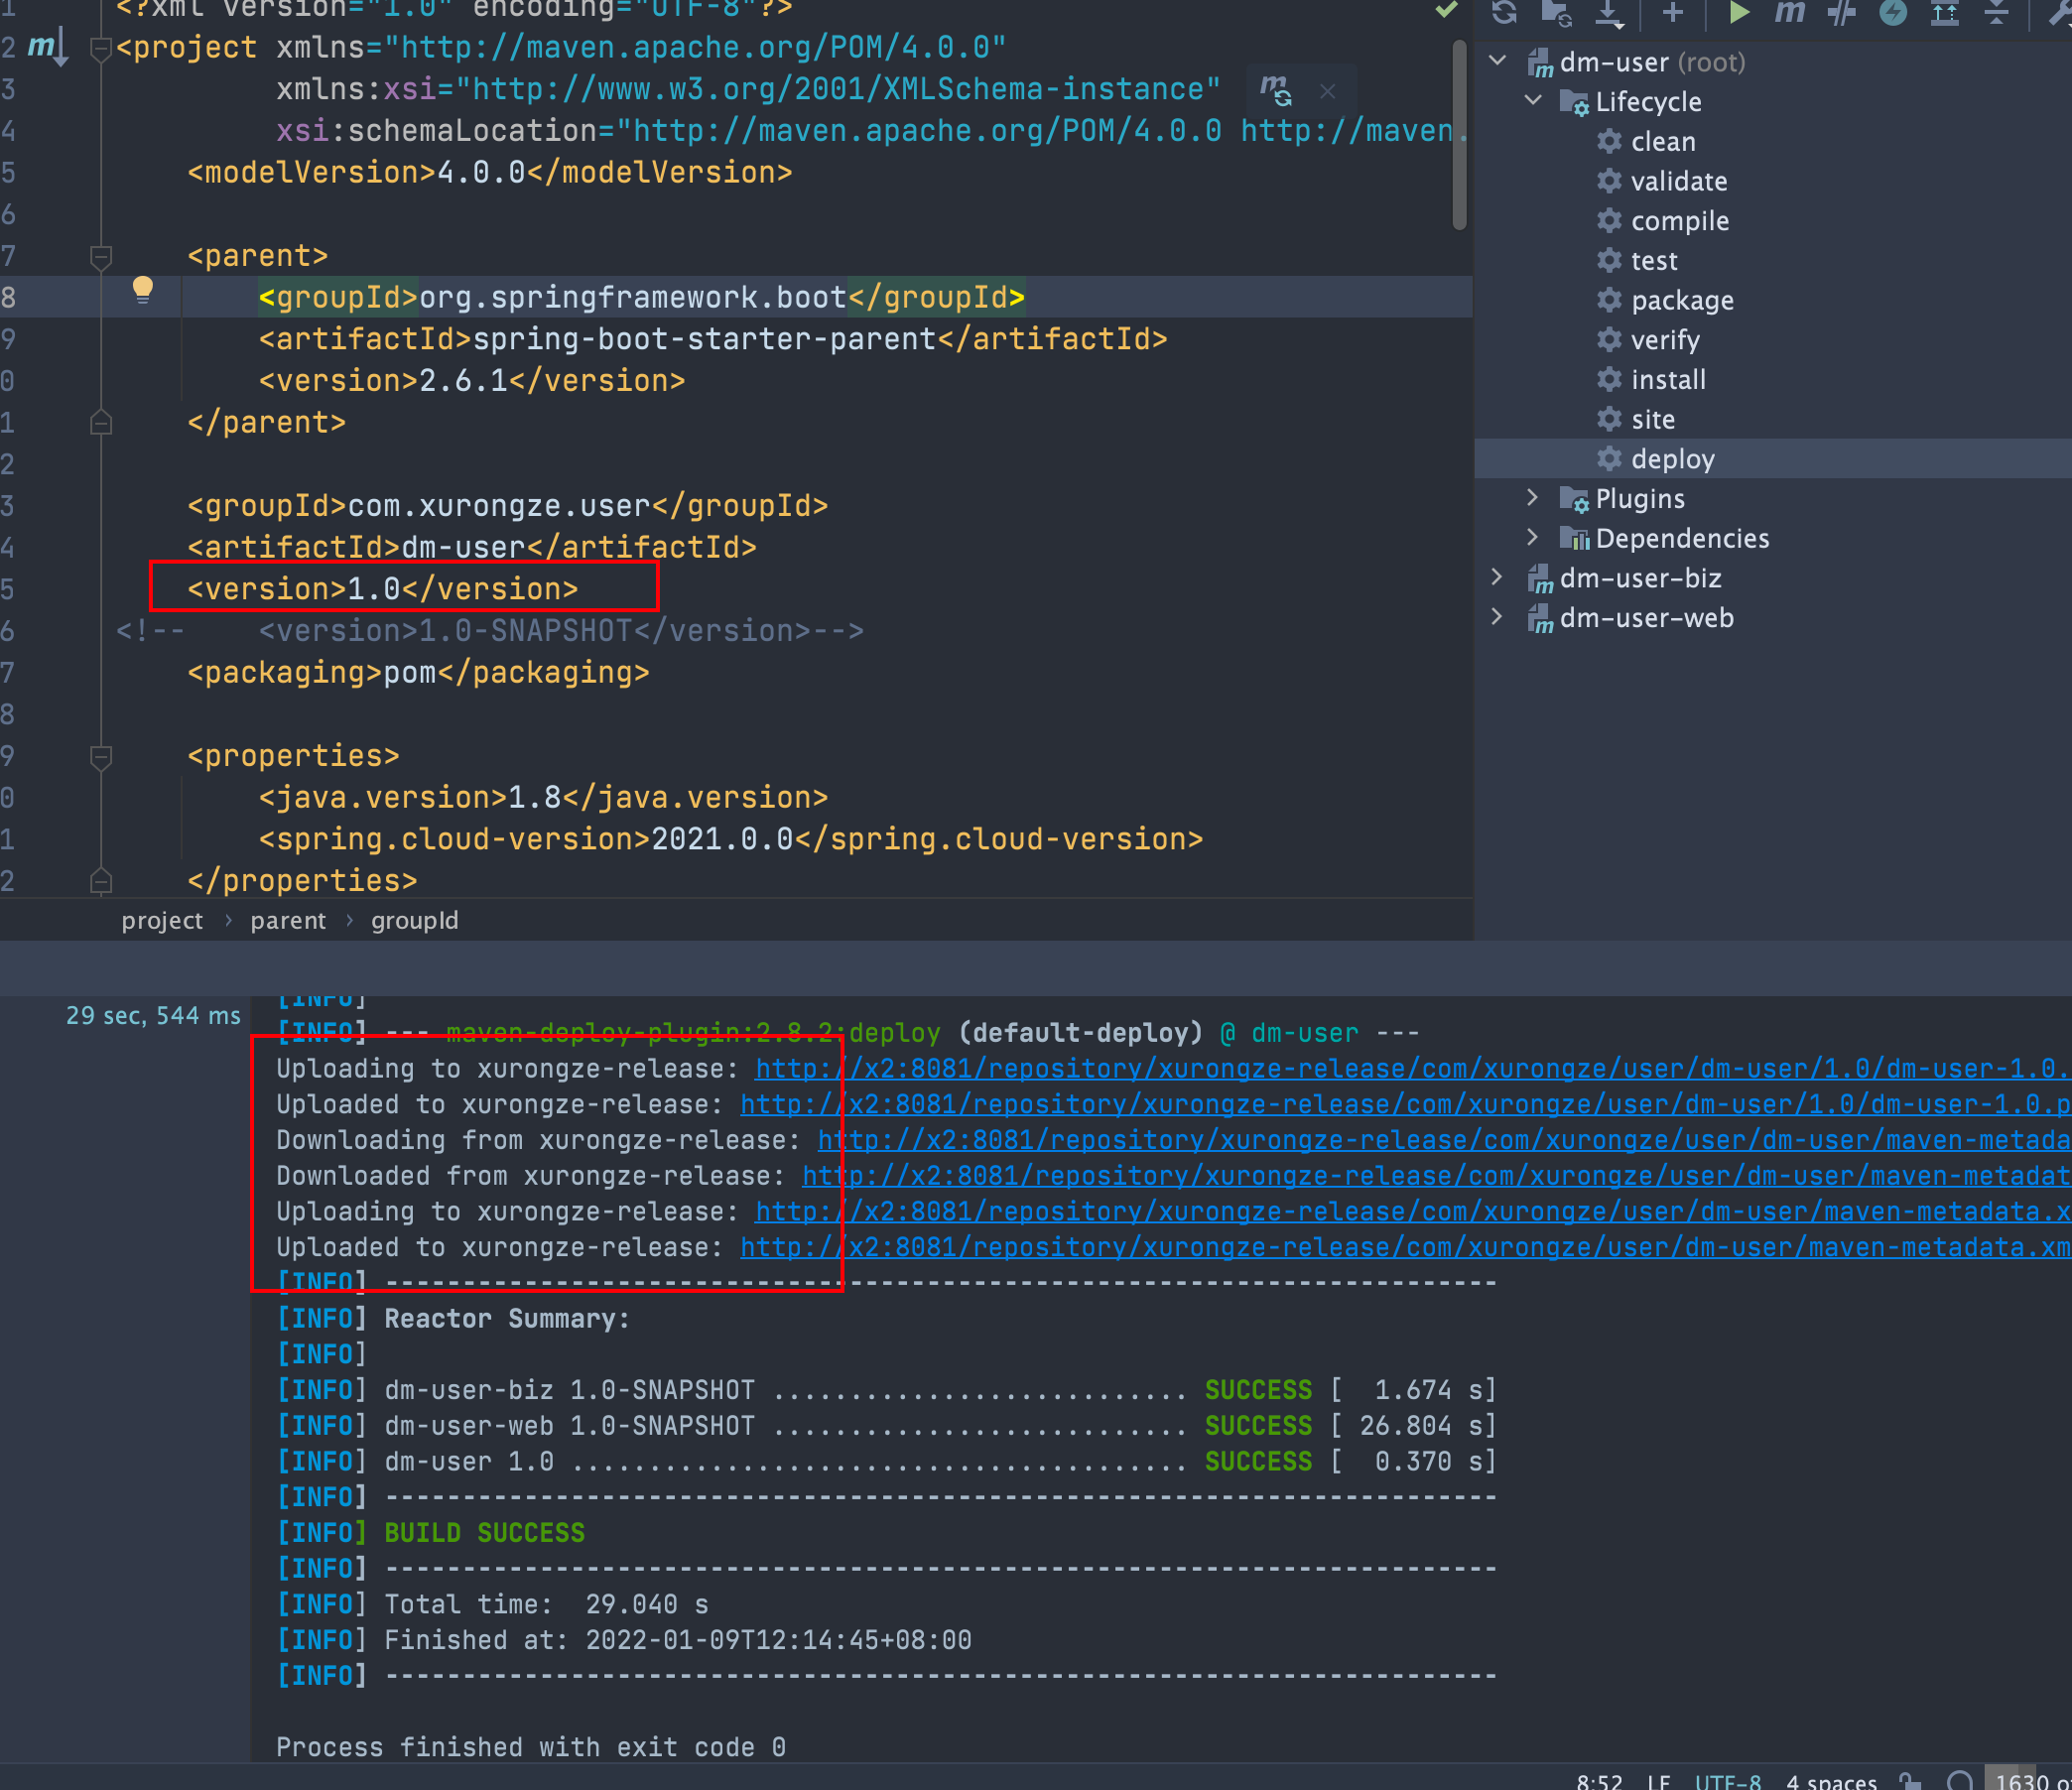 1 <?xml version="1.0" encoding="UTF-8"?>
2 <project xmlns="http://maven.apache.org/POM/4.0.0"
3 xmlns:xsi="http://www.w3.org/2001/XMLSchema-instance"
4 xsi:schemaLocation="http://maven.apache.org/POM/4.0.0 http://maven.
5 <modelVersion>4.0.0</modelVersion>
6
7 <parent>
8 <groupId>org.springframework.boot</groupId>
9 <artifactId>spring-boot-starter-parent</artifactId>
0 <version>2.6.1</version>
1 </parent>
2
3 <groupId>com.xurongze.user</groupId>
4 <artifactId>dm-user</artifactId>
5 <version>1.0</version>
6 <!-- <version>1.0-SNAPSHOT</version>-->
7 <packaging>pom</packaging>
8
9 <properties>
0 <java.version>1.8</java.version>
1 <spring.cloud-version>2021.0.0</spring.cloud-version>
2 </properties>
project › parent › groupId
dm-user (root)
Lifecycle
clean
validate
compile
test
package
verify
install
site
deploy
Plugins
Dependencies
dm-user-biz
dm-user-web
29 sec, 544 ms
[INFO]
[INFO] --- maven-deploy-plugin:2.8.2:deploy (default-deploy) @ dm-user ---
Uploading to xurongze-release: http://x2:8081/repository/xurongze-release/com/xurongze/user/dm-user/1.0/dm-user-1.0.
Uploaded to xurongze-release: http://x2:8081/repository/xurongze-release/com/xurongze/user/dm-user/1.0/dm-user-1.0.p
Downloading from xurongze-release: http://x2:8081/repository/xurongze-release/com/xurongze/user/dm-user/maven-metada
Downloaded from xurongze-release: http://x2:8081/repository/xurongze-release/com/xurongze/user/dm-user/maven-metadat
Uploading to xurongze-release: http://x2:8081/repository/xurongze-release/com/xurongze/user/dm-user/maven-metadata.x
Uploaded to xurongze-release: http://x2:8081/repository/xurongze-release/com/xurongze/user/dm-user/maven-metadata.xm
[INFO] ------------------------------------------------------------------------
[INFO] Reactor Summary:
[INFO]
[INFO] dm-user-biz 1.0-SNAPSHOT ........................... SUCCESS [  1.674 s]
[INFO] dm-user-web 1.0-SNAPSHOT ........................... SUCCESS [ 26.804 s]
[INFO] dm-user 1.0 ........................................ SUCCESS [  0.370 s]
[INFO] ------------------------------------------------------------------------
[INFO] BUILD SUCCESS
[INFO] ------------------------------------------------------------------------
[INFO] Total time:  29.040 s
[INFO] Finished at: 2022-01-09T12:14:45+08:00
[INFO] ------------------------------------------------------------------------
Process finished with exit code 0
8:52 LF UTF-8 4 spaces 1630